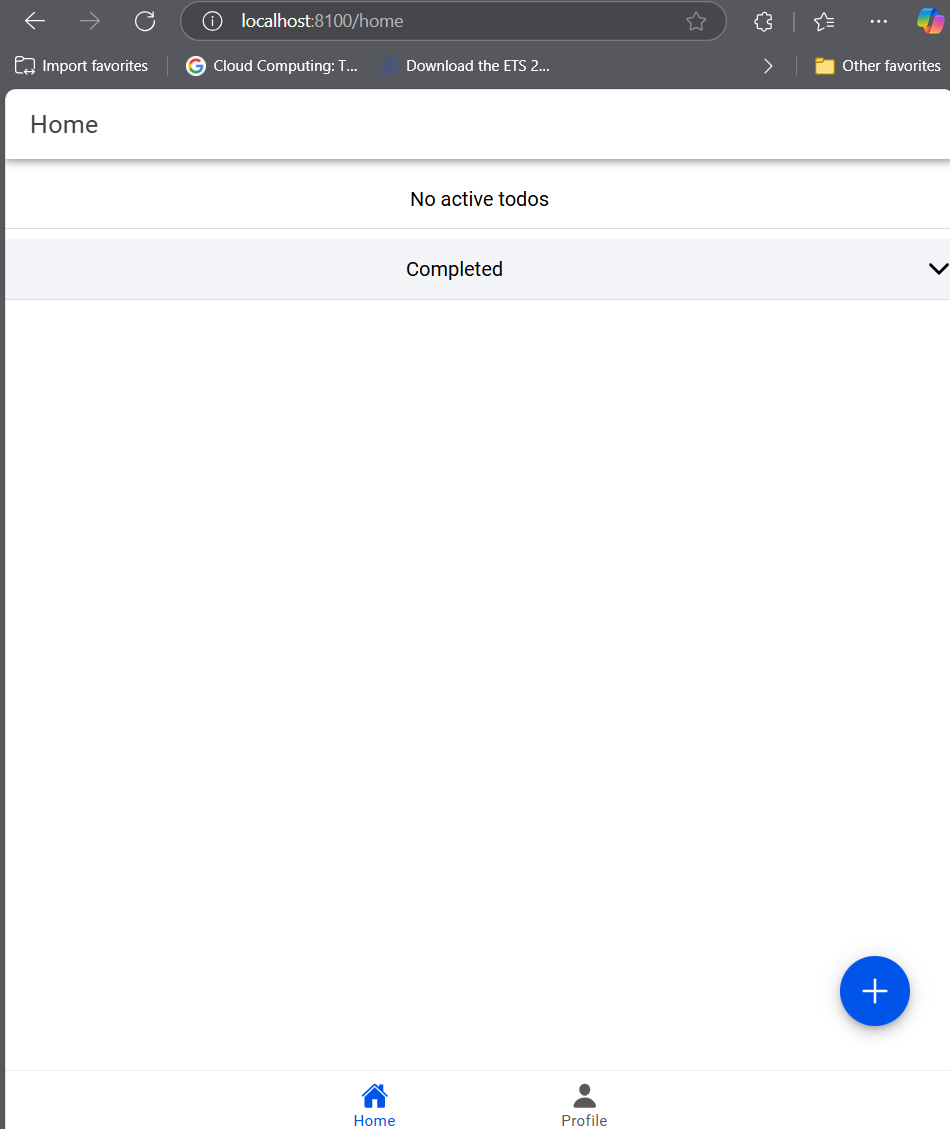 localhost:8100/home
Import favorites
Cloud Computing: T...
Download the ETS 2...
Other favorites
Home
No active todos
Completed
Home
Profile